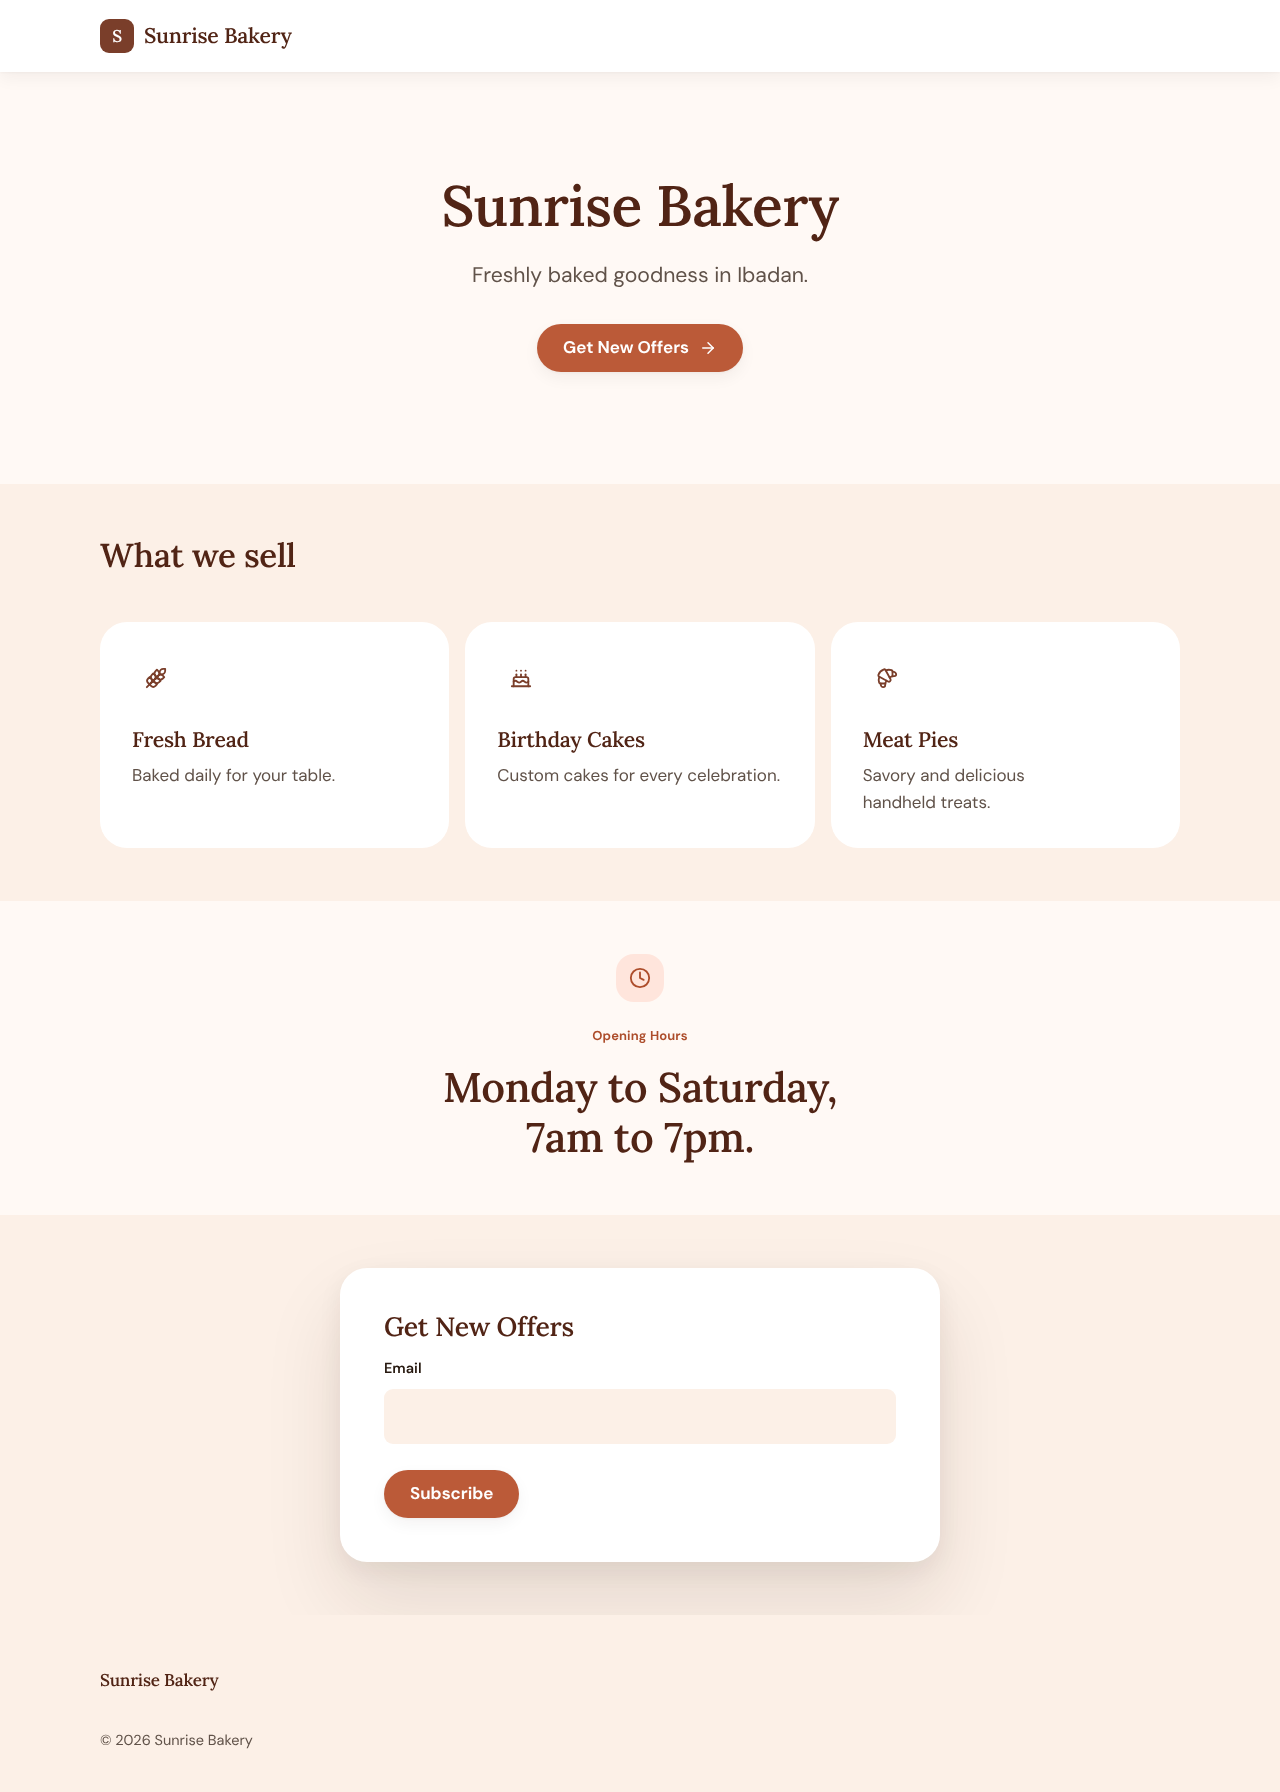 S
Sunrise Bakery
Sunrise Bakery
Freshly baked goodness in Ibadan.
Get New Offers
What we sell
Fresh Bread
Baked daily for your table.
Birthday Cakes
Custom cakes for every celebration.
Meat Pies
Savory and delicious
handheld treats.
Opening Hours
Monday to Saturday,
7am to 7pm.
Get New Offers
Email
Subscribe
Sunrise Bakery
© 2026 Sunrise Bakery